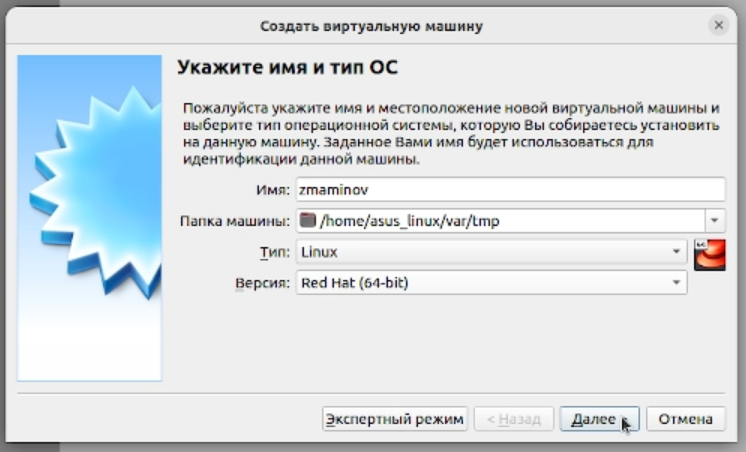 Создать виртуальную машину
Укажите имя и тип ОС
Пожалуйста укажите имя и местоположение новой виртуальной машины и
выберите тип операционной системы, которую Вы собираетесь установить
на данную машину. Заданное Вами имя будет использоваться для
идентификации данной машины.
Имя: zmaminov
Папка машины: /home/asus_linux/var/tmp
Тип: Linux
Версия: Red Hat (64-bit)
Экспертный режим < Назад Далее > Отмена